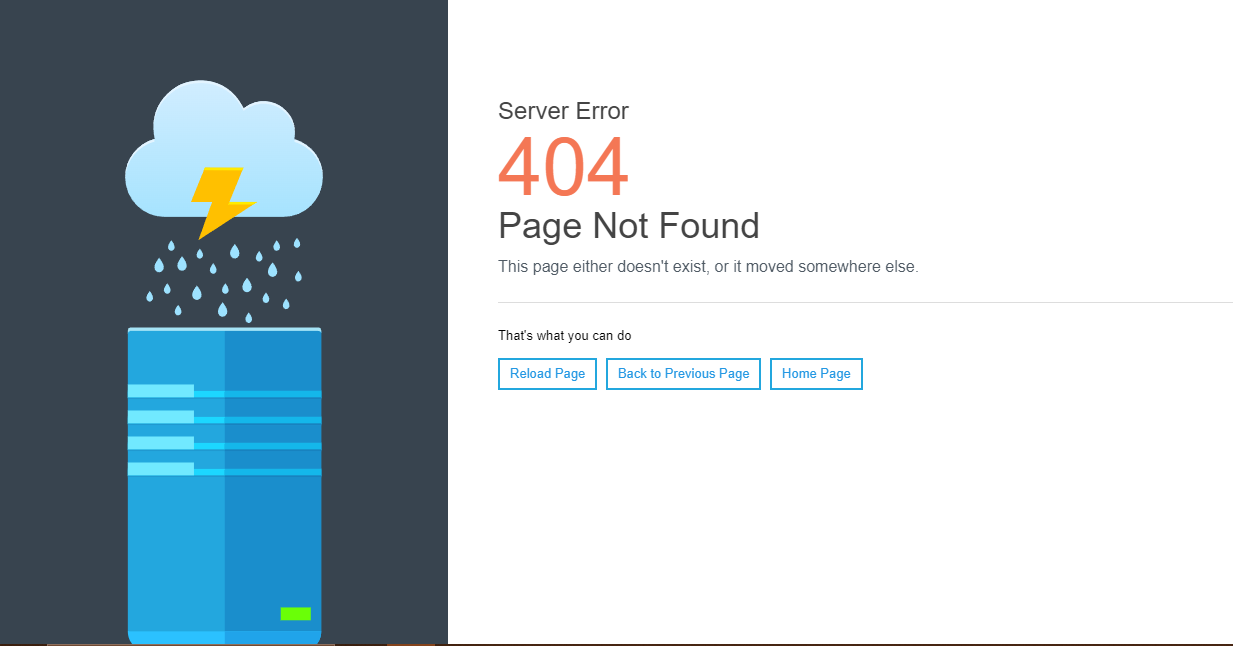 Server Error
404
Page Not Found
This page either doesn't exist, or it moved somewhere else.
That's what you can do
Reload Page
Back to Previous Page
Home Page